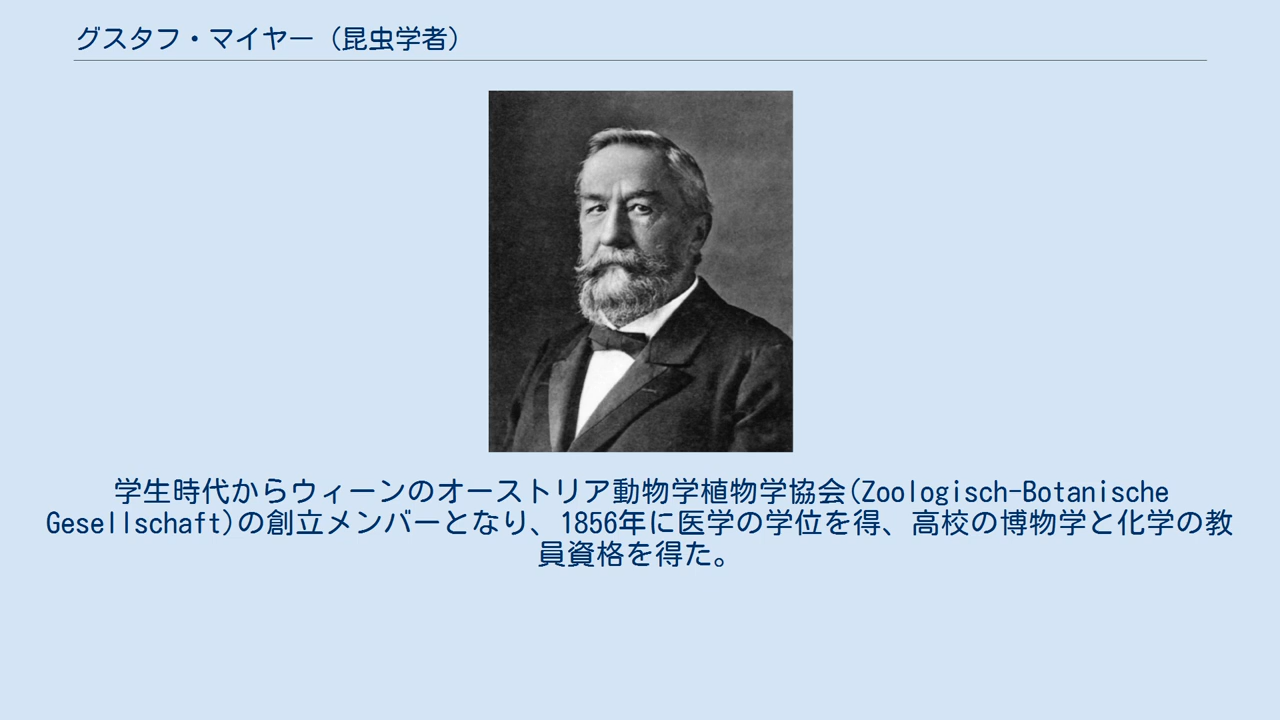 グスタフ・マイヤー（昆虫学者）
学生時代からウィーンのオーストリア動物学植物学協会(Zoologisch-Botanische
Gesellschaft)の創立メンバーとなり、1856年に医学の学位を得、高校の博物学と化学の教
員資格を得た。